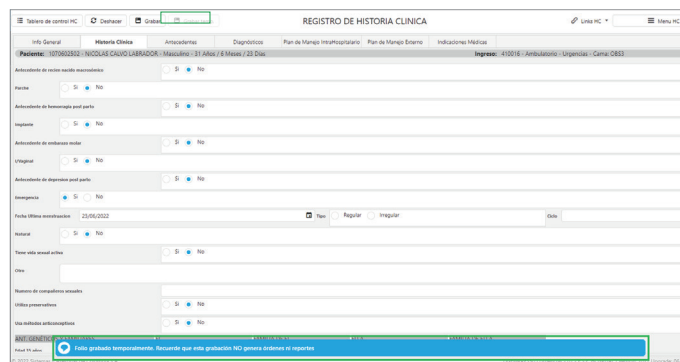 Tablero de control HC Deshacer Grabar REGISTRO DE HISTORIA CLINICA Links HC Menu HC
Info General Historia Clínica Antecedentes Diagnósticos Plan de Manejo IntraHospitalario Plan de Manejo Externo Indicaciones Médicas
Paciente: 1070602502 - NICOLAS CALVO LABRADOR - Masculino - 31 Años / 6 Meses / 23 Dias Ingreso: 410016 - Ambulatorio - Urgencias - Cama: OBS3
Antecedente de recien nacido macrosómico Si No
Parche Si No
Antecedente de hemorragia post parto Si No
Implante Si No
Antecedente de embarazo molar Si No
Si No
Antecedente de depresion post parto Si No
Emergencia Si No
Fecha Ultima menstruacion 23/06/2022 Tipo Regular Irregular Ciclo
Natural Si No
Tiene vida sexual activa Si No
Otro
Numero de compañeros sexuales
Utiliza preservativos Si No
Usa métodos anticonceptivos Si No
Folio grabado temporalmente. Recuerde que esta grabación NO genera órdenes ni reportes